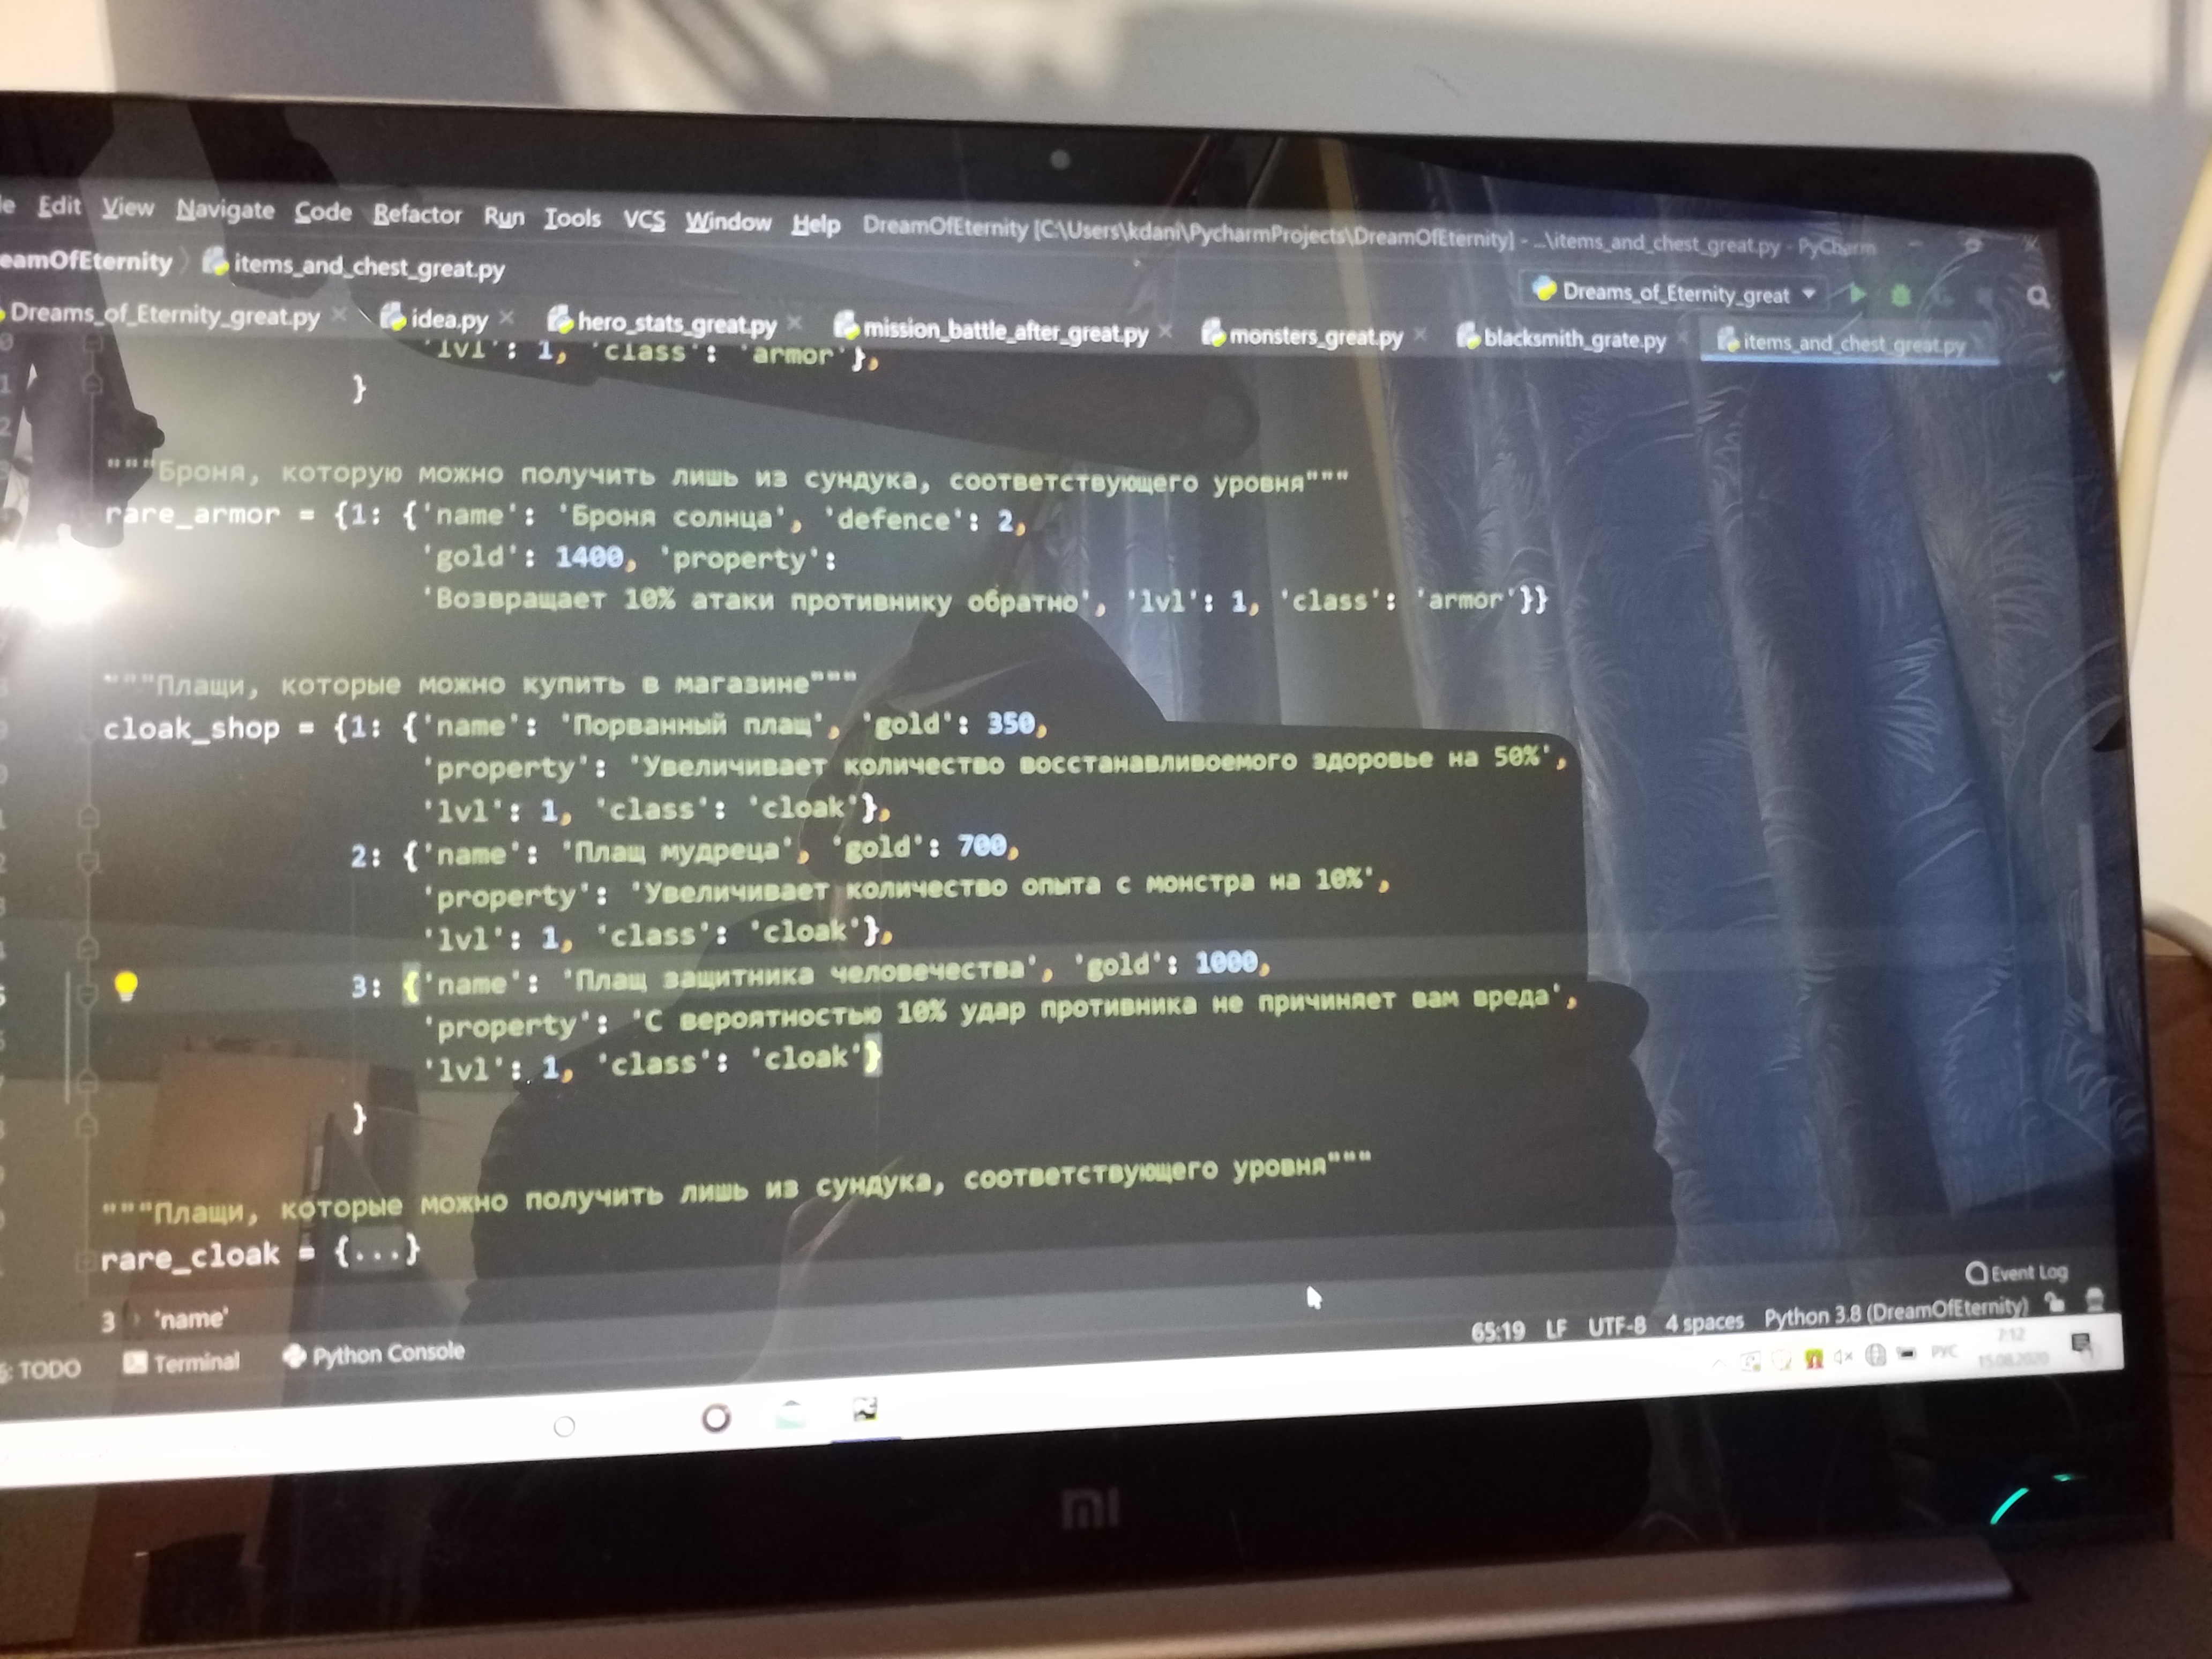 Edit View Navigate Code Refactor Run Tools VCS Window Help DreamOfEternity [C:\Users\kdani\PycharmProjects\DreamOfEternity] - ...\items_and_chest_great.py - PyCharm
eamOfEternity items_and_chest_great.py
Dreams_of_Eternity_great
Dreams_of_Eternity_great.py idea.py hero_stats_great.py mission_battle_after_great.py monsters_great.py blacksmith_grate.py items_and_chest_great.py
'lvl': 1, 'class': 'armor'},
}
"""Броня, которую можно получить лишь из сундука, соответствующего уровня"""
rare_armor = {1: {'name': 'Броня солнца', 'defence': 2,
'gold': 1400, 'property':
'Возвращает 10% атаки противнику обратно', 'lvl': 1, 'class': 'armor'}}
"""Плащи, которые можно купить в магазине"""
cloak_shop = {1: {'name': 'Порванный плащ', 'gold': 350,
'property': 'Увеличивает количество восстанавливоемого здоровье на 50%',
'lvl': 1, 'class': 'cloak'},
2: {'name': 'Плащ мудреца', 'gold': 700,
'property': 'Увеличивает количество опыта с монстра на 10%',
'lvl': 1, 'class': 'cloak'},
3: {'name': 'Плащ защитника человечества', 'gold': 1000,
'property': 'С вероятностью 10% удар противника не причиняет вам вреда',
'lvl': 1, 'class': 'cloak'}
}
"""Плащи, которые можно получить лишь из сундука, соответствующего уровня"""
rare_cloak = {...}
3 'name'
Event Log
65:19 LF UTF-8 4 spaces Python 3.8 (DreamOfEternity)
: TODO Terminal Python Console
РУС
7:12
15.08.2020
mi